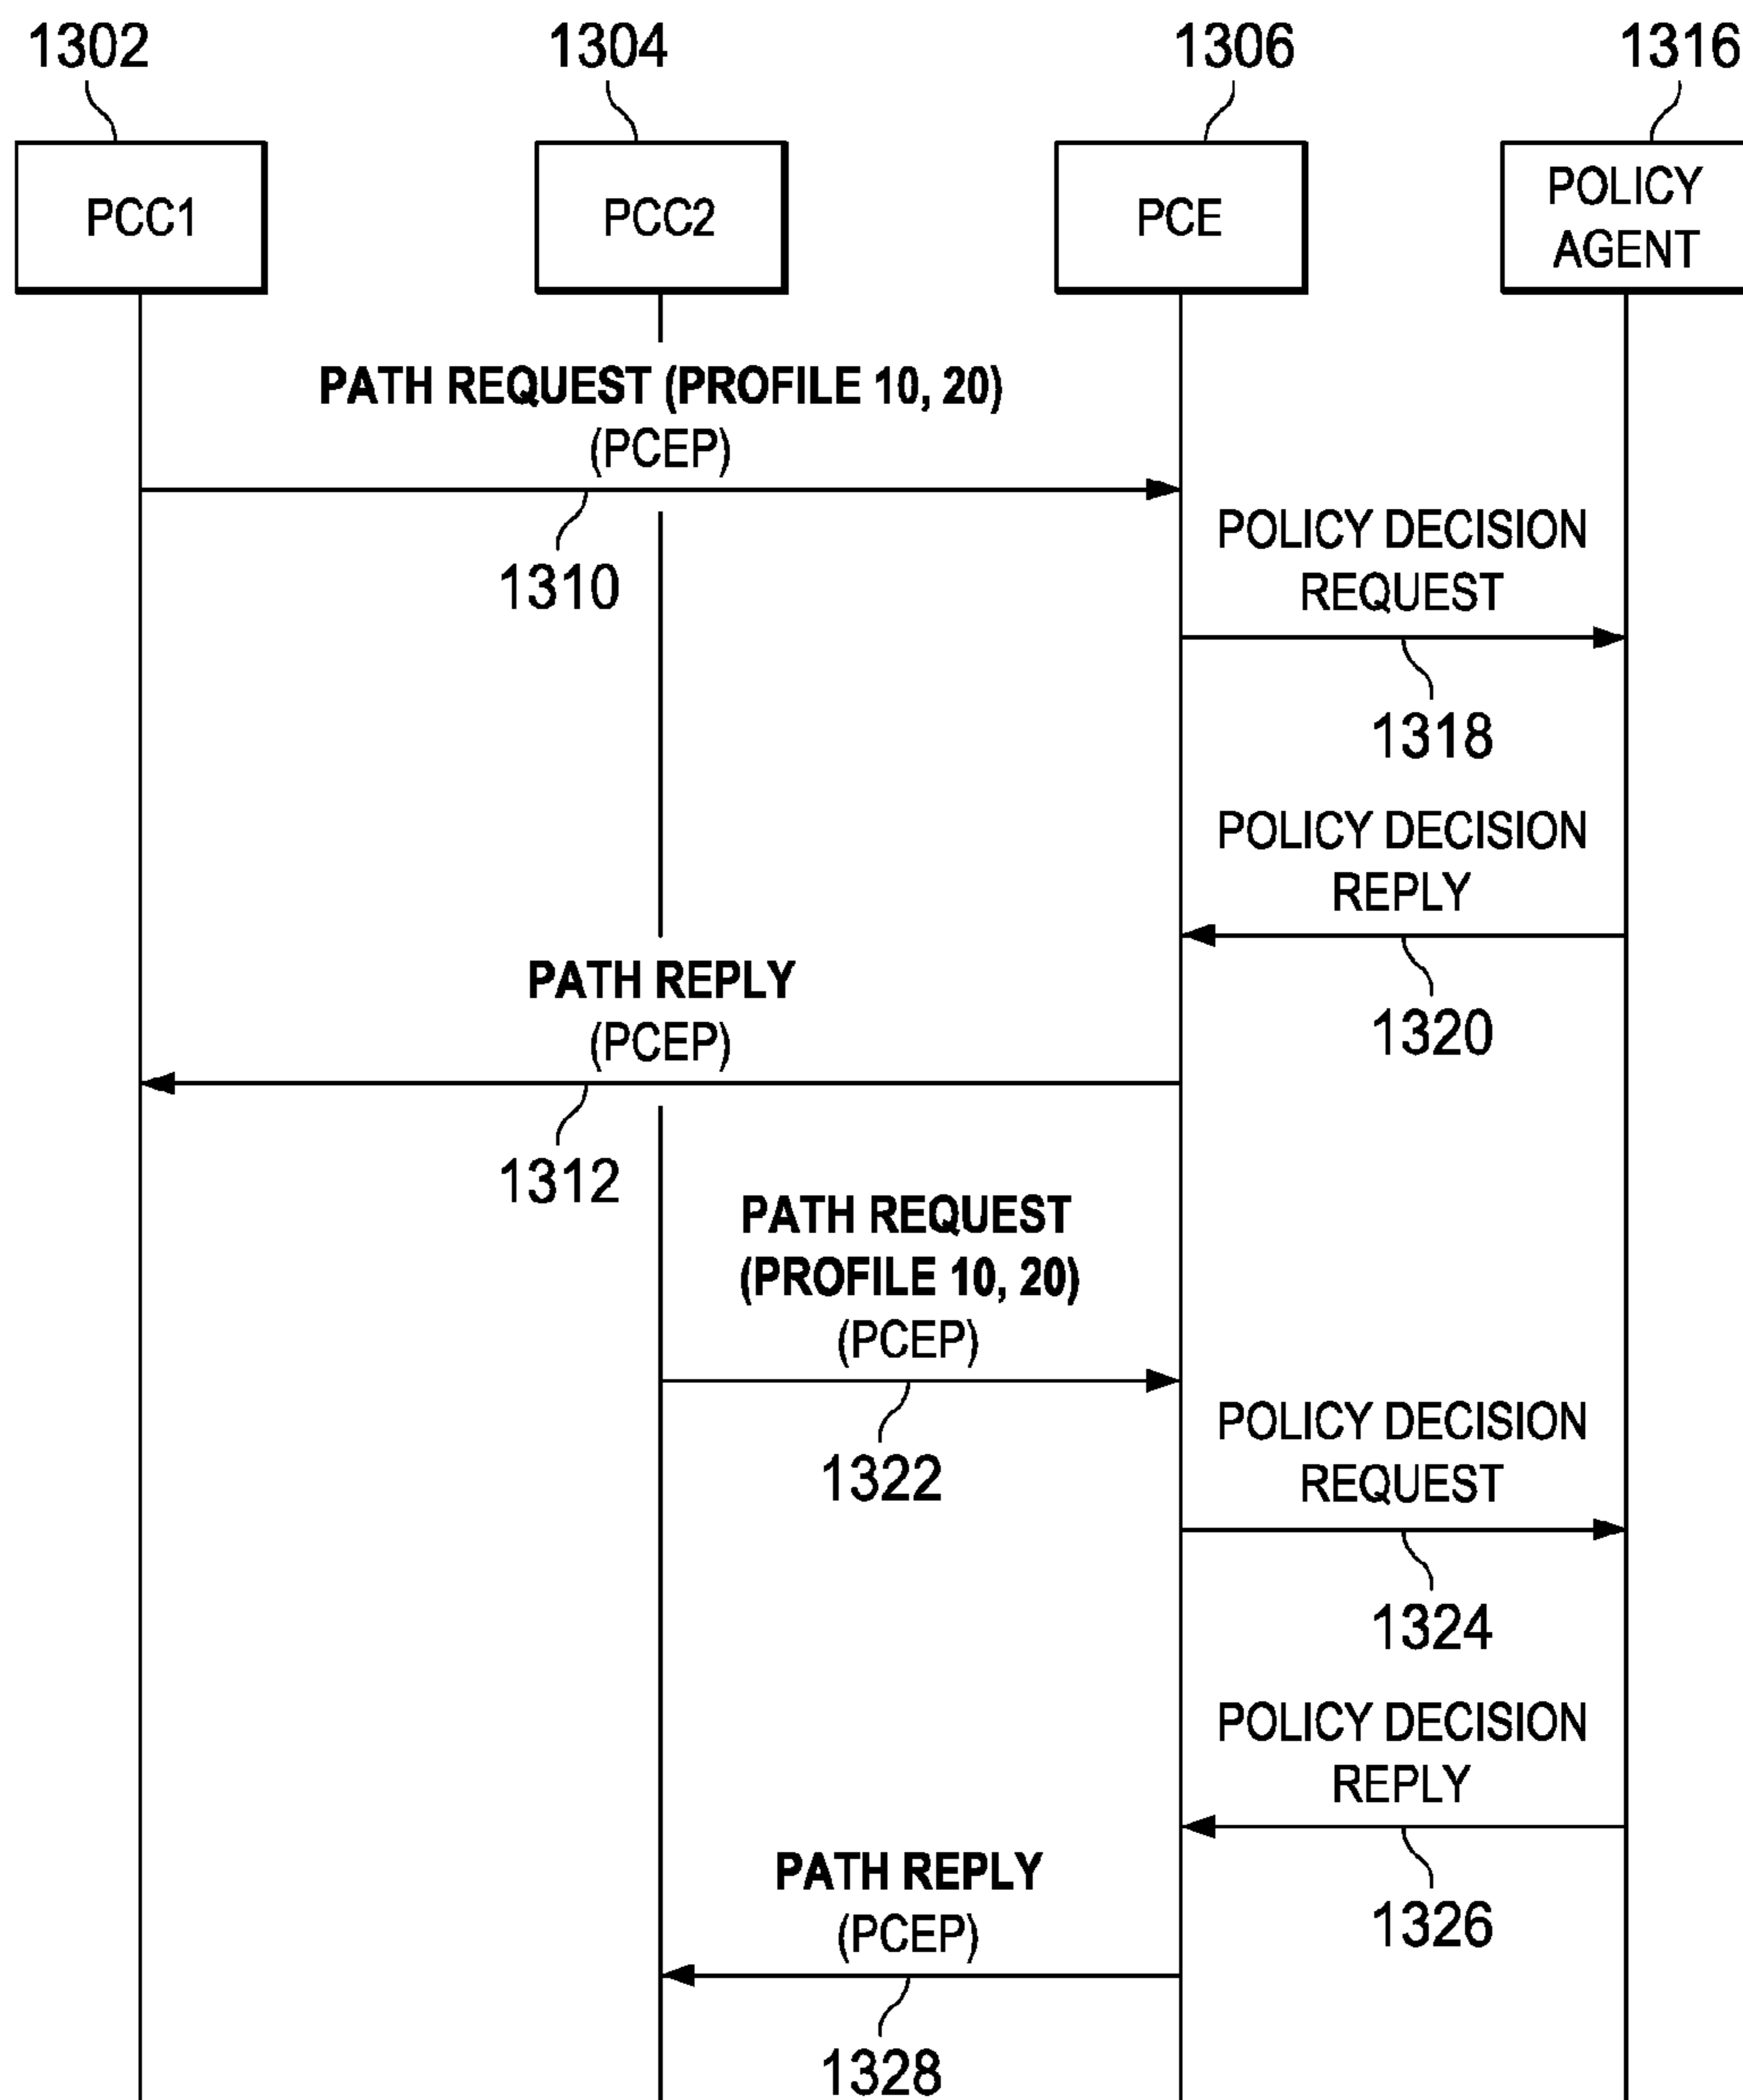 1302
1304
1306
1316
PCC1
PCC2
PCE
POLICY
AGENT
PATH REQUEST (PROFILE 10, 20)
(PCEP)
1310
POLICY DECISION
REQUEST
1318
POLICY DECISION
REPLY
1320
PATH REPLY
(PCEP)
1312
PATH REQUEST
(PROFILE 10, 20)
(PCEP)
1322
POLICY DECISION
REQUEST
1324
POLICY DECISION
REPLY
1326
PATH REPLY
(PCEP)
1328